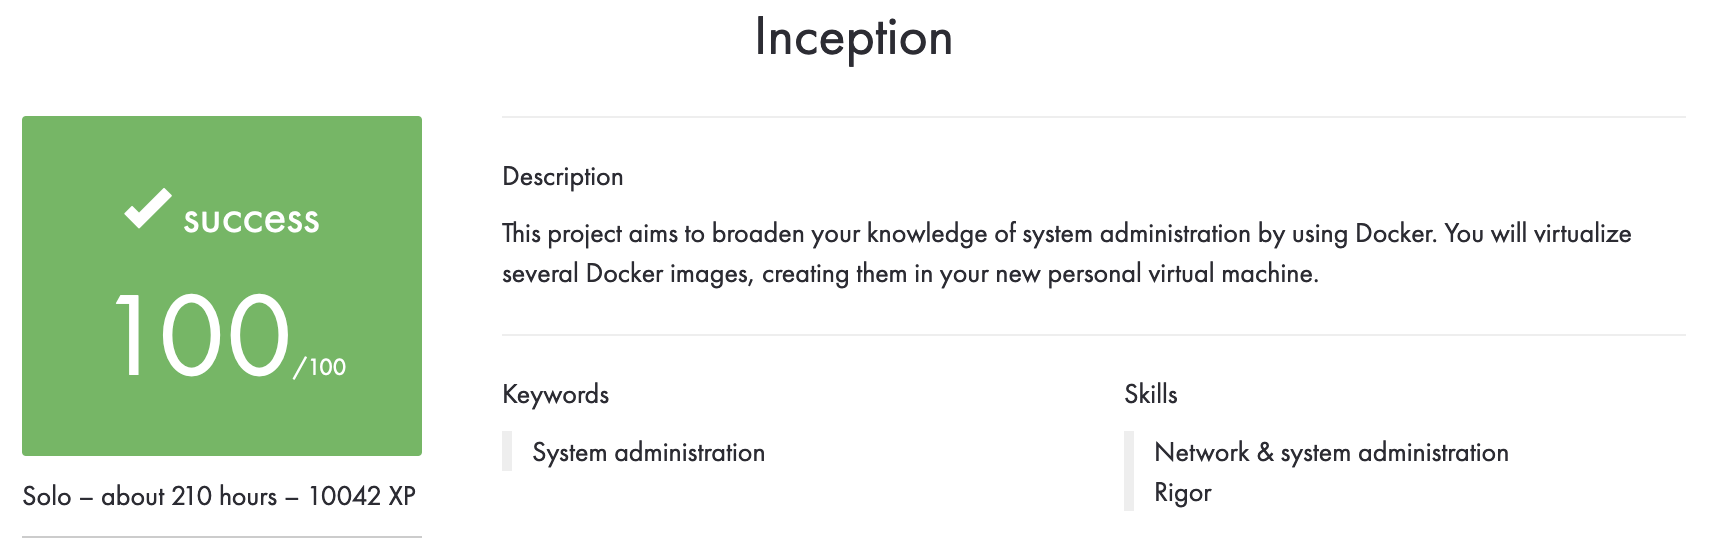 Inception
✔ success
100/100
Solo – about 210 hours – 10042 XP
Description
This project aims to broaden your knowledge of system administration by using Docker. You will virtualize
several Docker images, creating them in your new personal virtual machine.
Keywords
System administration
Skills
Network & system administration
Rigor